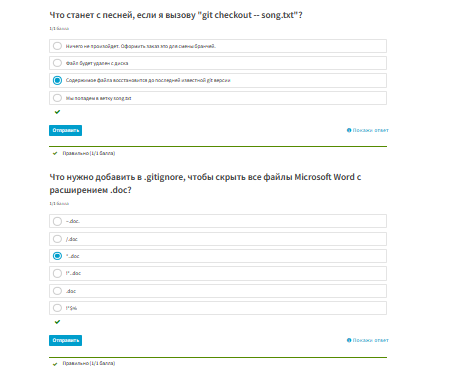 Что станет с песней, если я вызову "git checkout -- song.txt"?
1/1 балла
Ничего не произойдет. Оформить заказ это для смены бранчей.
Файл будет удален с диска
Содержимое файла восстановится до последней известной git версии
Мы попадем в ветку song.txt
Отправить
Покажи ответ
Правильно (1/1 балла)
Что нужно добавить в .gitignore, чтобы скрыть все файлы Microsoft Word с
расширением .doc?
1/1 балла
~.doc.
/.doc
*.doc
!*.doc
.doc
!*$%
Отправить
Покажи ответ
Правильно (1/1 балла)